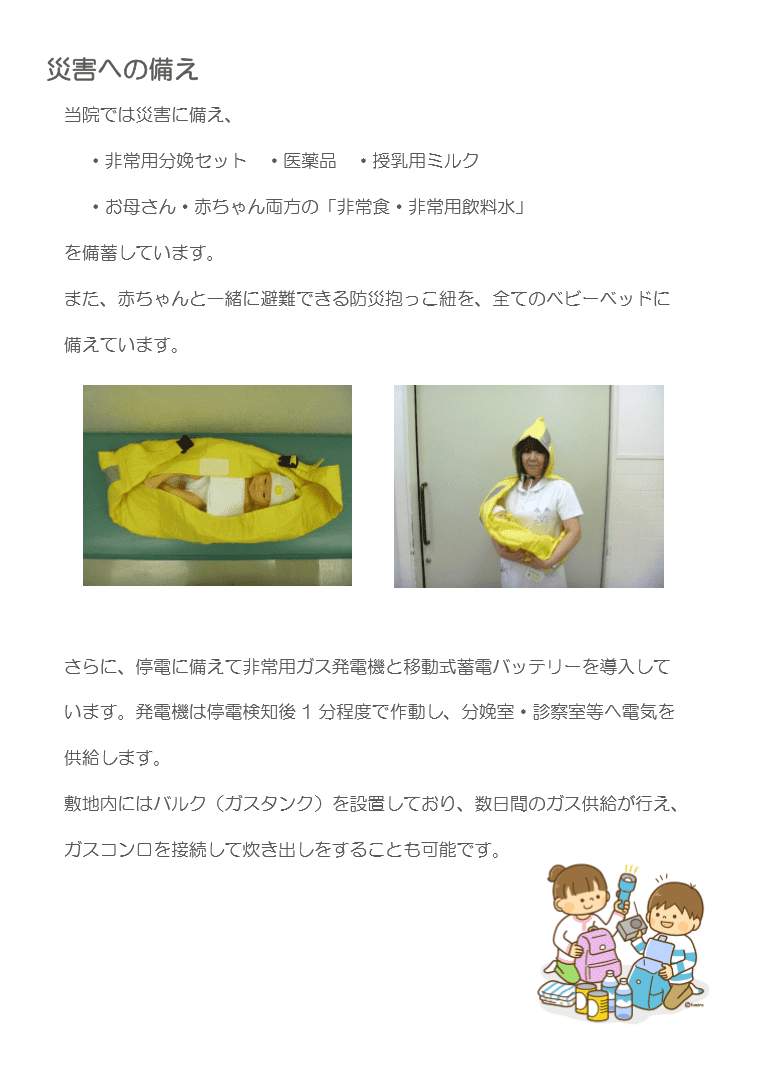 災害への備え
当院では災害に備え、
・非常用分娩セット　・医薬品　・授乳用ミルク
・お母さん・赤ちゃん両方の「非常食・非常用飲料水」
を備蓄しています。
また、赤ちゃんと一緒に避難できる防災抱っこ紐を、全てのベビーベッドに
備えています。
さらに、停電に備えて非常用ガス発電機と移動式蓄電バッテリーを導入して
います。発電機は停電検知後 1 分程度で作動し、分娩室・診察室等へ電気を
供給します。
敷地内にはバルク（ガスタンク）を設置しており、数日間のガス供給が行え、
ガスコンロを接続して炊き出しをすることも可能です。